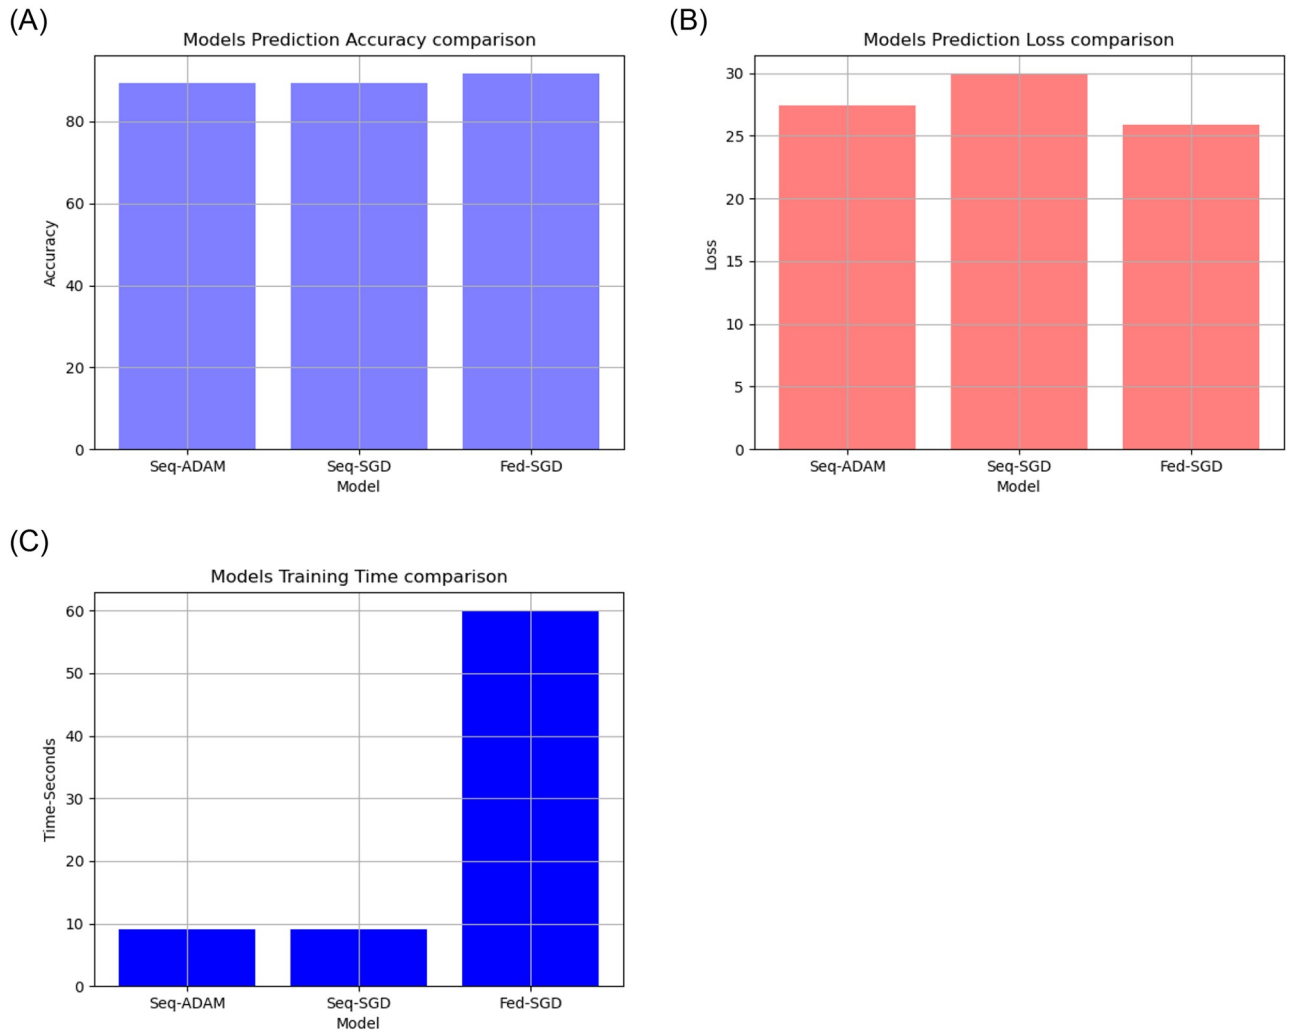 (A)
Models Prediction Accuracy comparison
Accuracy
80
60
40
20
0
Seq-ADAM Seq-SGD Fed-SGD
Model
(B)
Models Prediction Loss comparison
Loss
30
25
20
15
10
5
0
Seq-ADAM Seq-SGD Fed-SGD
Model
(C)
Models Training Time comparison
Time-Seconds
60
50
40
30
20
10
0
Seq-ADAM Seq-SGD Fed-SGD
Model